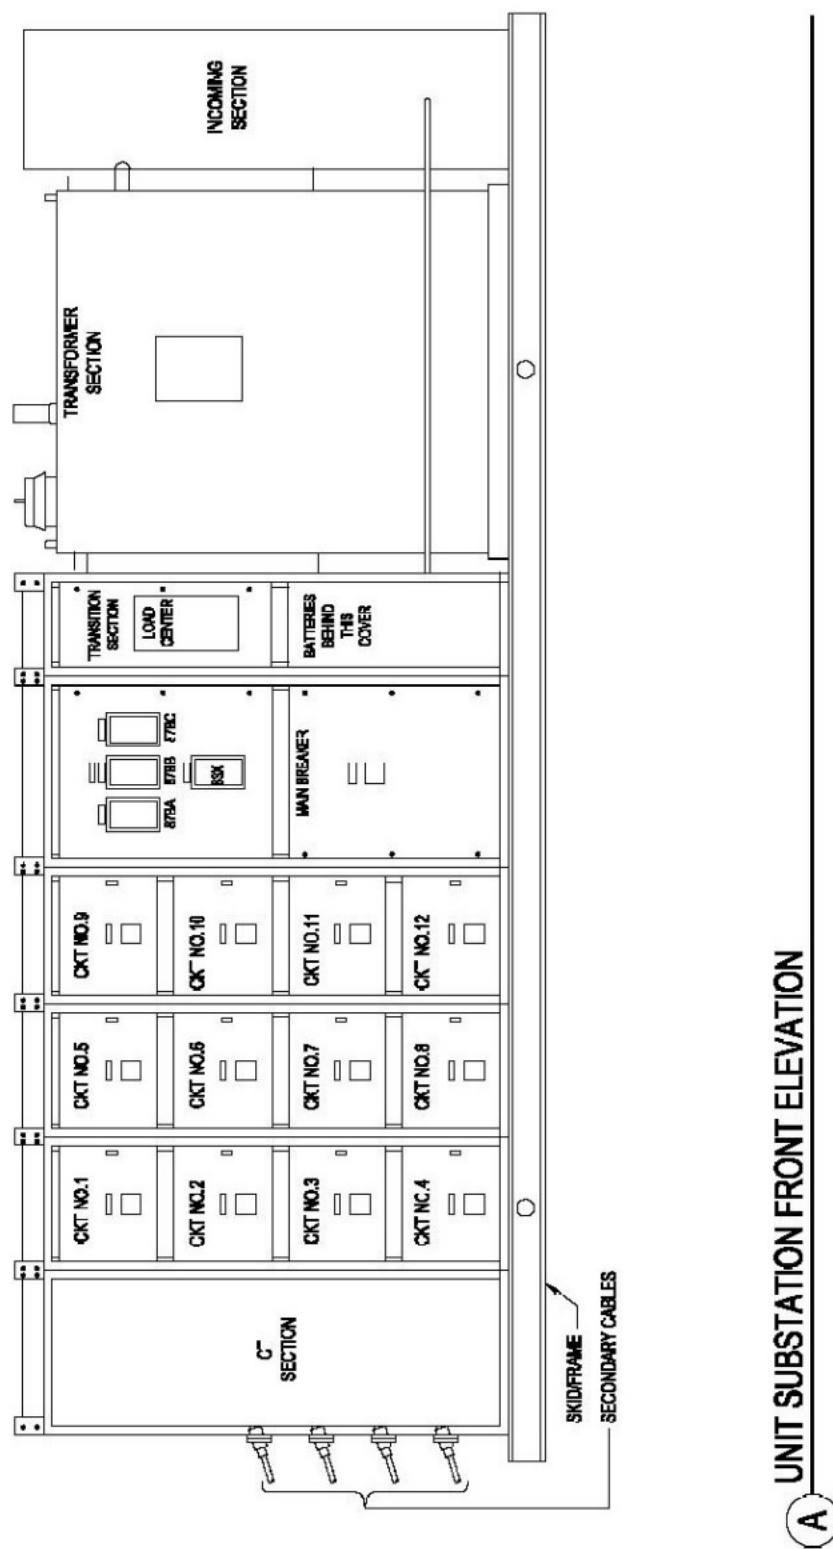 CT
SECTION
CKT NO.1
CKT NO.2
CKT NO.3
CKT NO.4
CKT NO.5
CKT NO.6
CKT NO.7
CKT NO.8
CKT NO.9
CKT NO.10
CKT NO.11
CKT NO.12
87BA
87BB
87BC
MAIN BREAKER
TRANSITION
SECTION
LOAD
CENTER
BATTERIES
BEHIND
THIS
COVER
TRANSFORMER
SECTION
INCOMING
SECTION
SKID/FRAME
SECONDARY CABLES
A
UNIT SUBSTATION FRONT ELEVATION